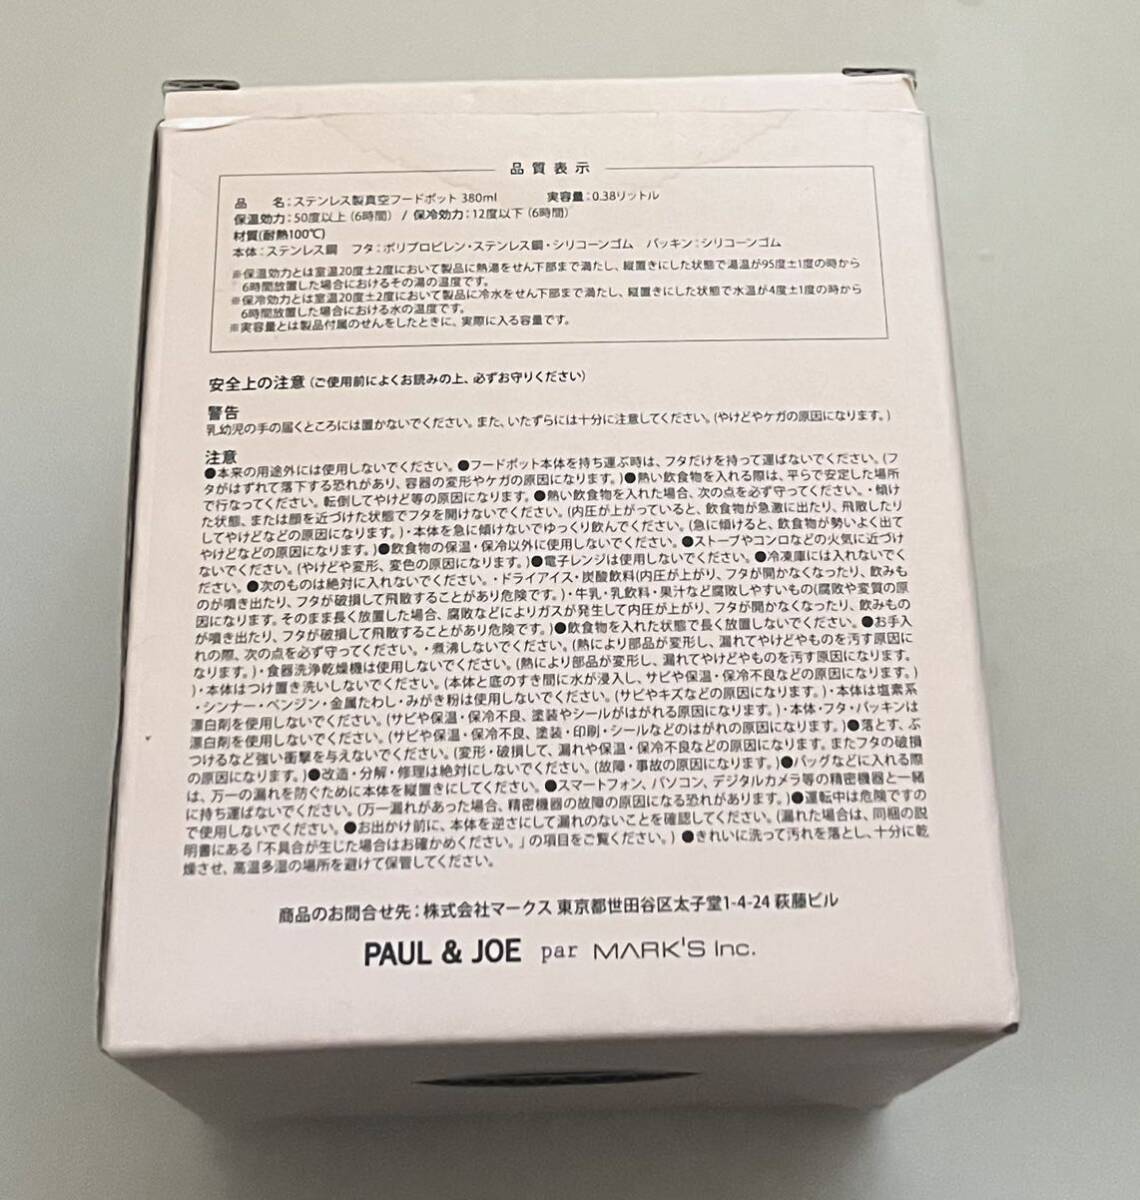 品質表示
品　名：ステンレス製真空フードポット 380ml　実容量：0.38リットル
保温効力：50度以上（6時間） / 保冷効力：12度以下（6時間）
材質(耐熱100℃)
本体：ステンレス鋼　フタ：ポリプロピレン・ステンレス鋼・シリコーンゴム　パッキン：シリコーンゴム
※保温効力とは室温20度±2度において製品に熱湯をせん下部まで満たし、縦置きにした状態で湯温が95度±1度の時から
6時間放置した場合におけるその湯の温度です。
※保冷効力とは室温20度±2度において製品に冷水をせん下部まで満たし、縦置きにした状態で水温が4度±1度の時から
6時間放置した場合における水の温度です。
※実容量とは製品付属のせんをしたときに、実際に入る容量です。
安全上の注意（ご使用前によくお読みの上、必ずお守りください）
警告
乳幼児の手の届くところには置かないでください。また、いたずらには十分に注意してください。(やけどやケガの原因になります。)
注意
●本来の用途外には使用しないでください。●フードポット本体を持ち運ぶ時は、フタだけを持って運ばないでください。(フ
タがはずれて落下する恐れがあり、容器の変形やケガの原因になります。)●熱い飲食物を入れる際は、平らで安定した場所
で行なってください。転倒してやけど等の原因になります。●熱い飲食物を入れた場合、次の点を必ず守ってください。・傾け
た状態、または顔を近づけた状態でフタを開けないでください。(内圧が上がっていると、飲食物が急激に出たり、飛散したり
してやけどなどの原因になります。)・本体を急に傾けないでゆっくり飲んでください。(急に傾けると、飲食物が勢いよく出て
やけどなどの原因になります。)●飲食物の保温・保冷以外に使用しないでください。●ストーブやコンロなどの火気に近づけ
ないでください。(やけどや変形、変色の原因になります。)●電子レンジは使用しないでください。●冷凍庫には入れないでく
ださい。●次のものは絶対に入れないでください。・ドライアイス・炭酸飲料(内圧が上がり、フタが開かなくなったり、飲みも
のが噴き出たり、フタが破損して飛散することがあり危険です。)・牛乳・乳飲料・果汁など腐敗しやすいもの(腐敗や変質の原
因になります。そのまま長く放置した場合、腐敗などによりガスが発生して内圧が上がり、フタが開かなくなったり、飲みもの
が噴き出たり、フタが破損して飛散することがあり危険です。)●飲食物を入れた状態で長く放置しないでください。●お手入
れの際、次の点を必ず守ってください。・煮沸しないでください。(熱により部品が変形し、漏れてやけどやものを汚す原因に
なります。)・食器洗浄乾燥機は使用しないでください。(熱により部品が変形し、漏れてやけどやものを汚す原因になります。
)・本体はつけ置き洗いしないでください。(本体と底のすき間に水が浸入し、サビや保温・保冷不良などの原因になります。)
・シンナー・ベンジン・金属たわし・みがき粉は使用しないでください。(サビやキズなどの原因になります。)・本体は塩素系
漂白剤を使用しないでください。(サビや保温・保冷不良、塗装やシールがはがれる原因になります。)・本体・フタ・パッキンは
漂白剤を使用しないでください。(サビや保温・保冷不良、塗装・印刷・シールなどのはがれの原因になります。)●落とす、ぶ
つけるなど強い衝撃を与えないでください。(変形・破損して、漏れや保温・保冷不良などの原因になります。またフタの破損
の原因になります。)●改造・分解・修理は絶対にしないでください。(故障・事故の原因になります。)●バッグなどに入れる際
は、万一の漏れを防ぐために本体を縦置きにしてください。●スマートフォン、パソコン、デジタルカメラ等の精密機器と一緒
に持ち運ばないでください。(万一漏れがあった場合、精密機器の故障の原因になる恐れがあります。)●運転中は危険ですの
で使用しないでください。●お出かけ前に、本体を逆さにして漏れのないことを確認してください。(漏れた場合は、同梱の説
明書にある「不具合が生じた場合はお確かめください。」の項目をご覧ください。)●きれいに洗って汚れを落とし、十分に乾
燥させ、高温多湿の場所を避けて保管してください。
商品のお問合せ先：株式会社マークス 東京都世田谷区太子堂1-4-24 萩藤ビル
PAUL & JOE par MARK'S Inc.